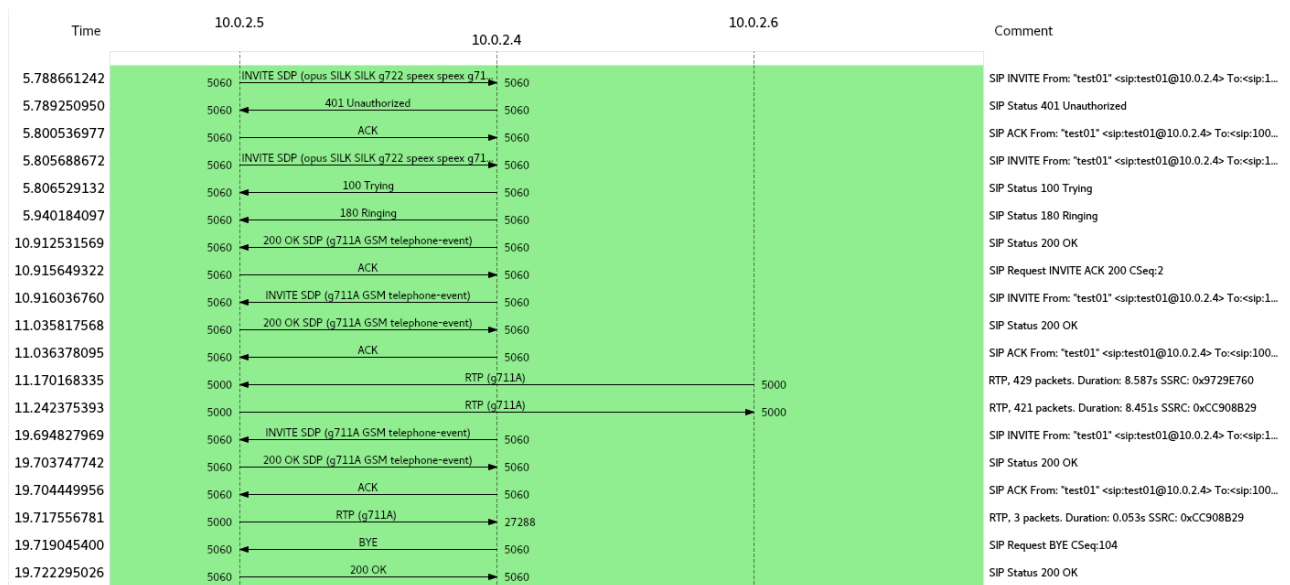 Time 10.0.2.5 10.0.2.4 10.0.2.6 Comment
5.788661242 5060 INVITE SDP (opus SILK SILK g722 speex speex g71... 5060 SIP INVITE From: "test01" <sip:test01@10.0.2.4> To:<sip:1...
5.789250950 5060 401 Unauthorized 5060 SIP Status 401 Unauthorized
5.800536977 5060 ACK 5060 SIP ACK From: "test01" <sip:test01@10.0.2.4> To:<sip:100...
5.805688672 5060 INVITE SDP (opus SILK SILK g722 speex speex g71... 5060 SIP INVITE From: "test01" <sip:test01@10.0.2.4> To:<sip:1...
5.806529132 5060 100 Trying 5060 SIP Status 100 Trying
5.940184097 5060 180 Ringing 5060 SIP Status 180 Ringing
10.912531569 5060 200 OK SDP (g711A GSM telephone-event) 5060 SIP Status 200 OK
10.915649322 5060 ACK 5060 SIP Request INVITE ACK 200 CSeq:2
10.916036760 5060 INVITE SDP (g711A GSM telephone-event) 5060 SIP INVITE From: "test01" <sip:test01@10.0.2.4> To:<sip:1...
11.035817568 5060 200 OK SDP (g711A GSM telephone-event) 5060 SIP Status 200 OK
11.036378095 5060 ACK 5060 SIP ACK From: "test01" <sip:test01@10.0.2.4> To:<sip:100...
11.170168335 5000 RTP (g711A) 5000 RTP, 429 packets. Duration: 8.587s SSRC: 0x9729E760
11.242375393 5000 RTP (g711A) 5000 RTP, 421 packets. Duration: 8.451s SSRC: 0xCC908B29
19.694827969 5060 INVITE SDP (g711A GSM telephone-event) 5060 SIP INVITE From: "test01" <sip:test01@10.0.2.4> To:<sip:1...
19.703747742 5060 200 OK SDP (g711A GSM telephone-event) 5060 SIP Status 200 OK
19.704449956 5060 ACK 5060 SIP ACK From: "test01" <sip:test01@10.0.2.4> To:<sip:100...
19.717556781 5000 RTP (g711A) 27288 RTP, 3 packets. Duration: 0.053s SSRC: 0xCC908B29
19.719045400 5060 BYE 5060 SIP Request BYE CSeq:104
19.722295026 5060 200 OK 5060 SIP Status 200 OK